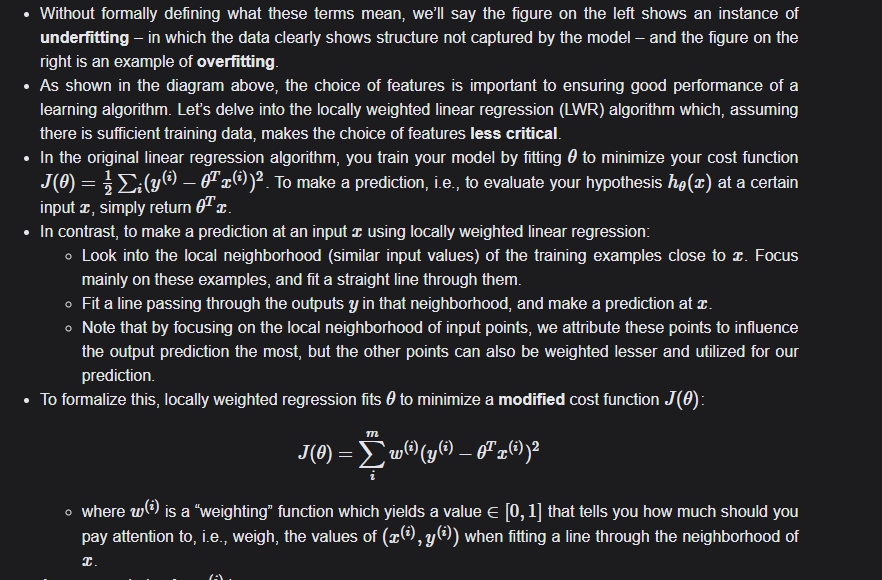 • Without formally defining what these terms mean, we'll say the figure on the left shows an instance of
underfitting – in which the data clearly shows structure not captured by the model – and the figure on the
right is an example of overfitting.
• As shown in the diagram above, the choice of features is important to ensuring good performance of a
learning algorithm. Let's delve into the locally weighted linear regression (LWR) algorithm which, assuming
there is sufficient training data, makes the choice of features less critical.
• In the original linear regression algorithm, you train your model by fitting θ to minimize your cost function
J(θ) = ½ ∑ᵢ(y⁽ⁱ⁾ − θᵀx⁽ⁱ⁾)². To make a prediction, i.e., to evaluate your hypothesis h_θ(x) at a certain
input x, simply return θᵀx.
• In contrast, to make a prediction at an input x using locally weighted linear regression:
◦ Look into the local neighborhood (similar input values) of the training examples close to x. Focus
mainly on these examples, and fit a straight line through them.
◦ Fit a line passing through the outputs y in that neighborhood, and make a prediction at x.
◦ Note that by focusing on the local neighborhood of input points, we attribute these points to influence
the output prediction the most, but the other points can also be weighted lesser and utilized for our
prediction.
• To formalize this, locally weighted regression fits θ to minimize a modified cost function J(θ):
J(θ) = ∑ᵢᵐ w⁽ⁱ⁾(y⁽ⁱ⁾ − θᵀx⁽ⁱ⁾)²
◦ where w⁽ⁱ⁾ is a "weighting" function which yields a value ∈ [0, 1] that tells you how much should you
pay attention to, i.e., weigh, the values of (x⁽ⁱ⁾, y⁽ⁱ⁾) when fitting a line through the neighborhood of
x.